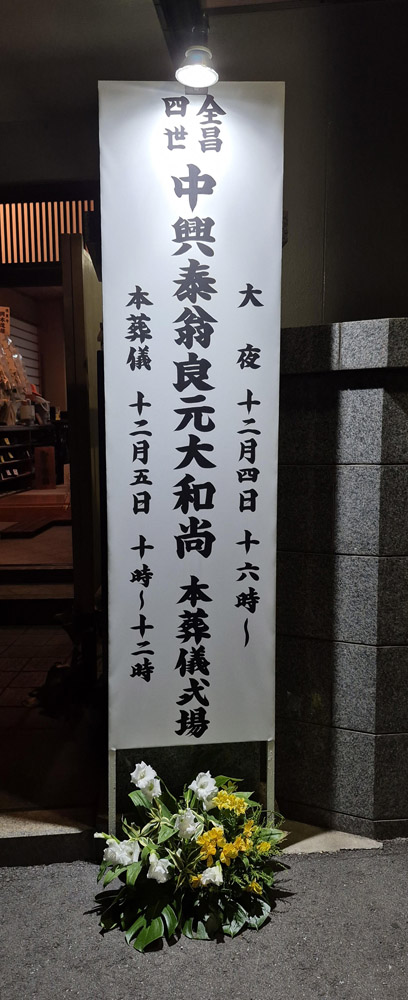 大夜 十二月四日 十六時〜
全昌
四世
中興泰翁良元大和尚 本葬儀式場
本葬儀 十二月五日 十時〜十二時